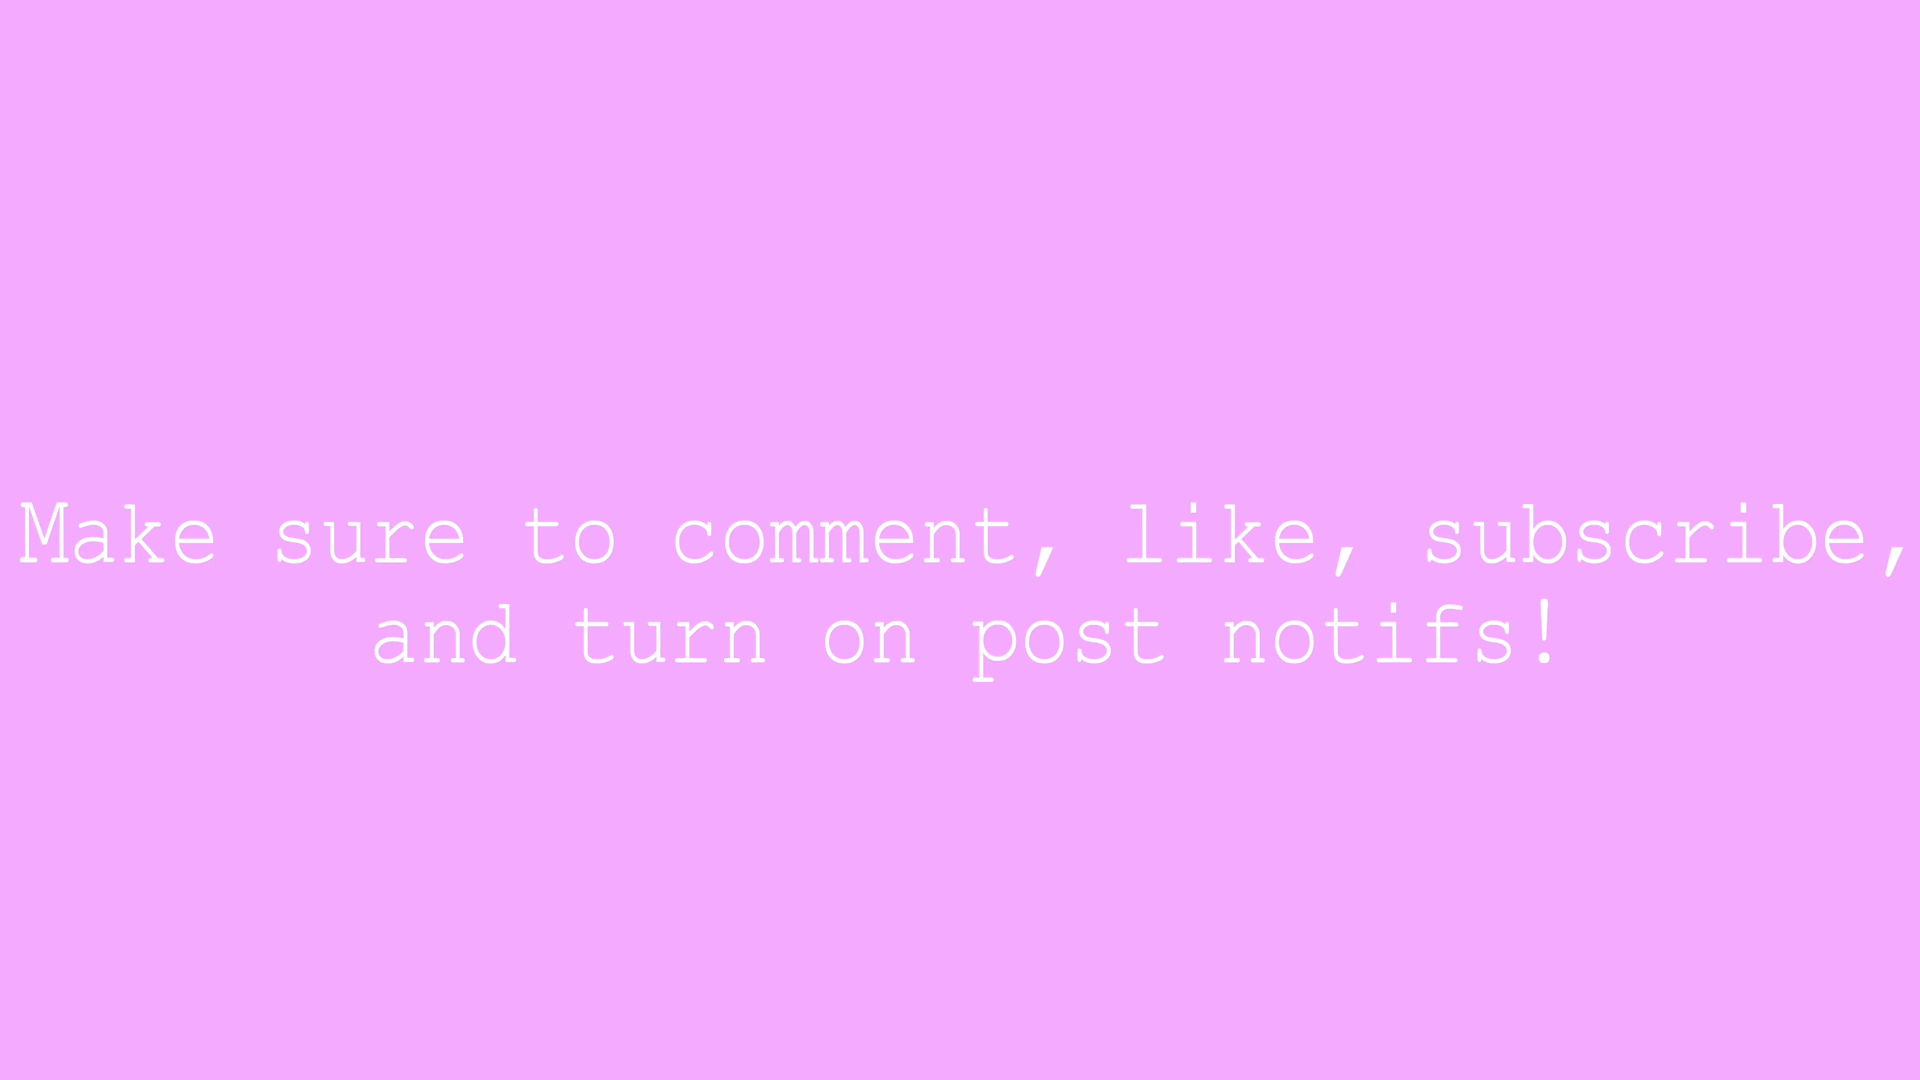 Make sure to comment, like, subscribe,
and turn on post notifs!